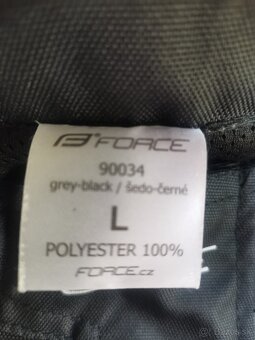 FORCE
90034
grey-black / šedo-černé
L
POLYESTER 100%
FORCE.cz